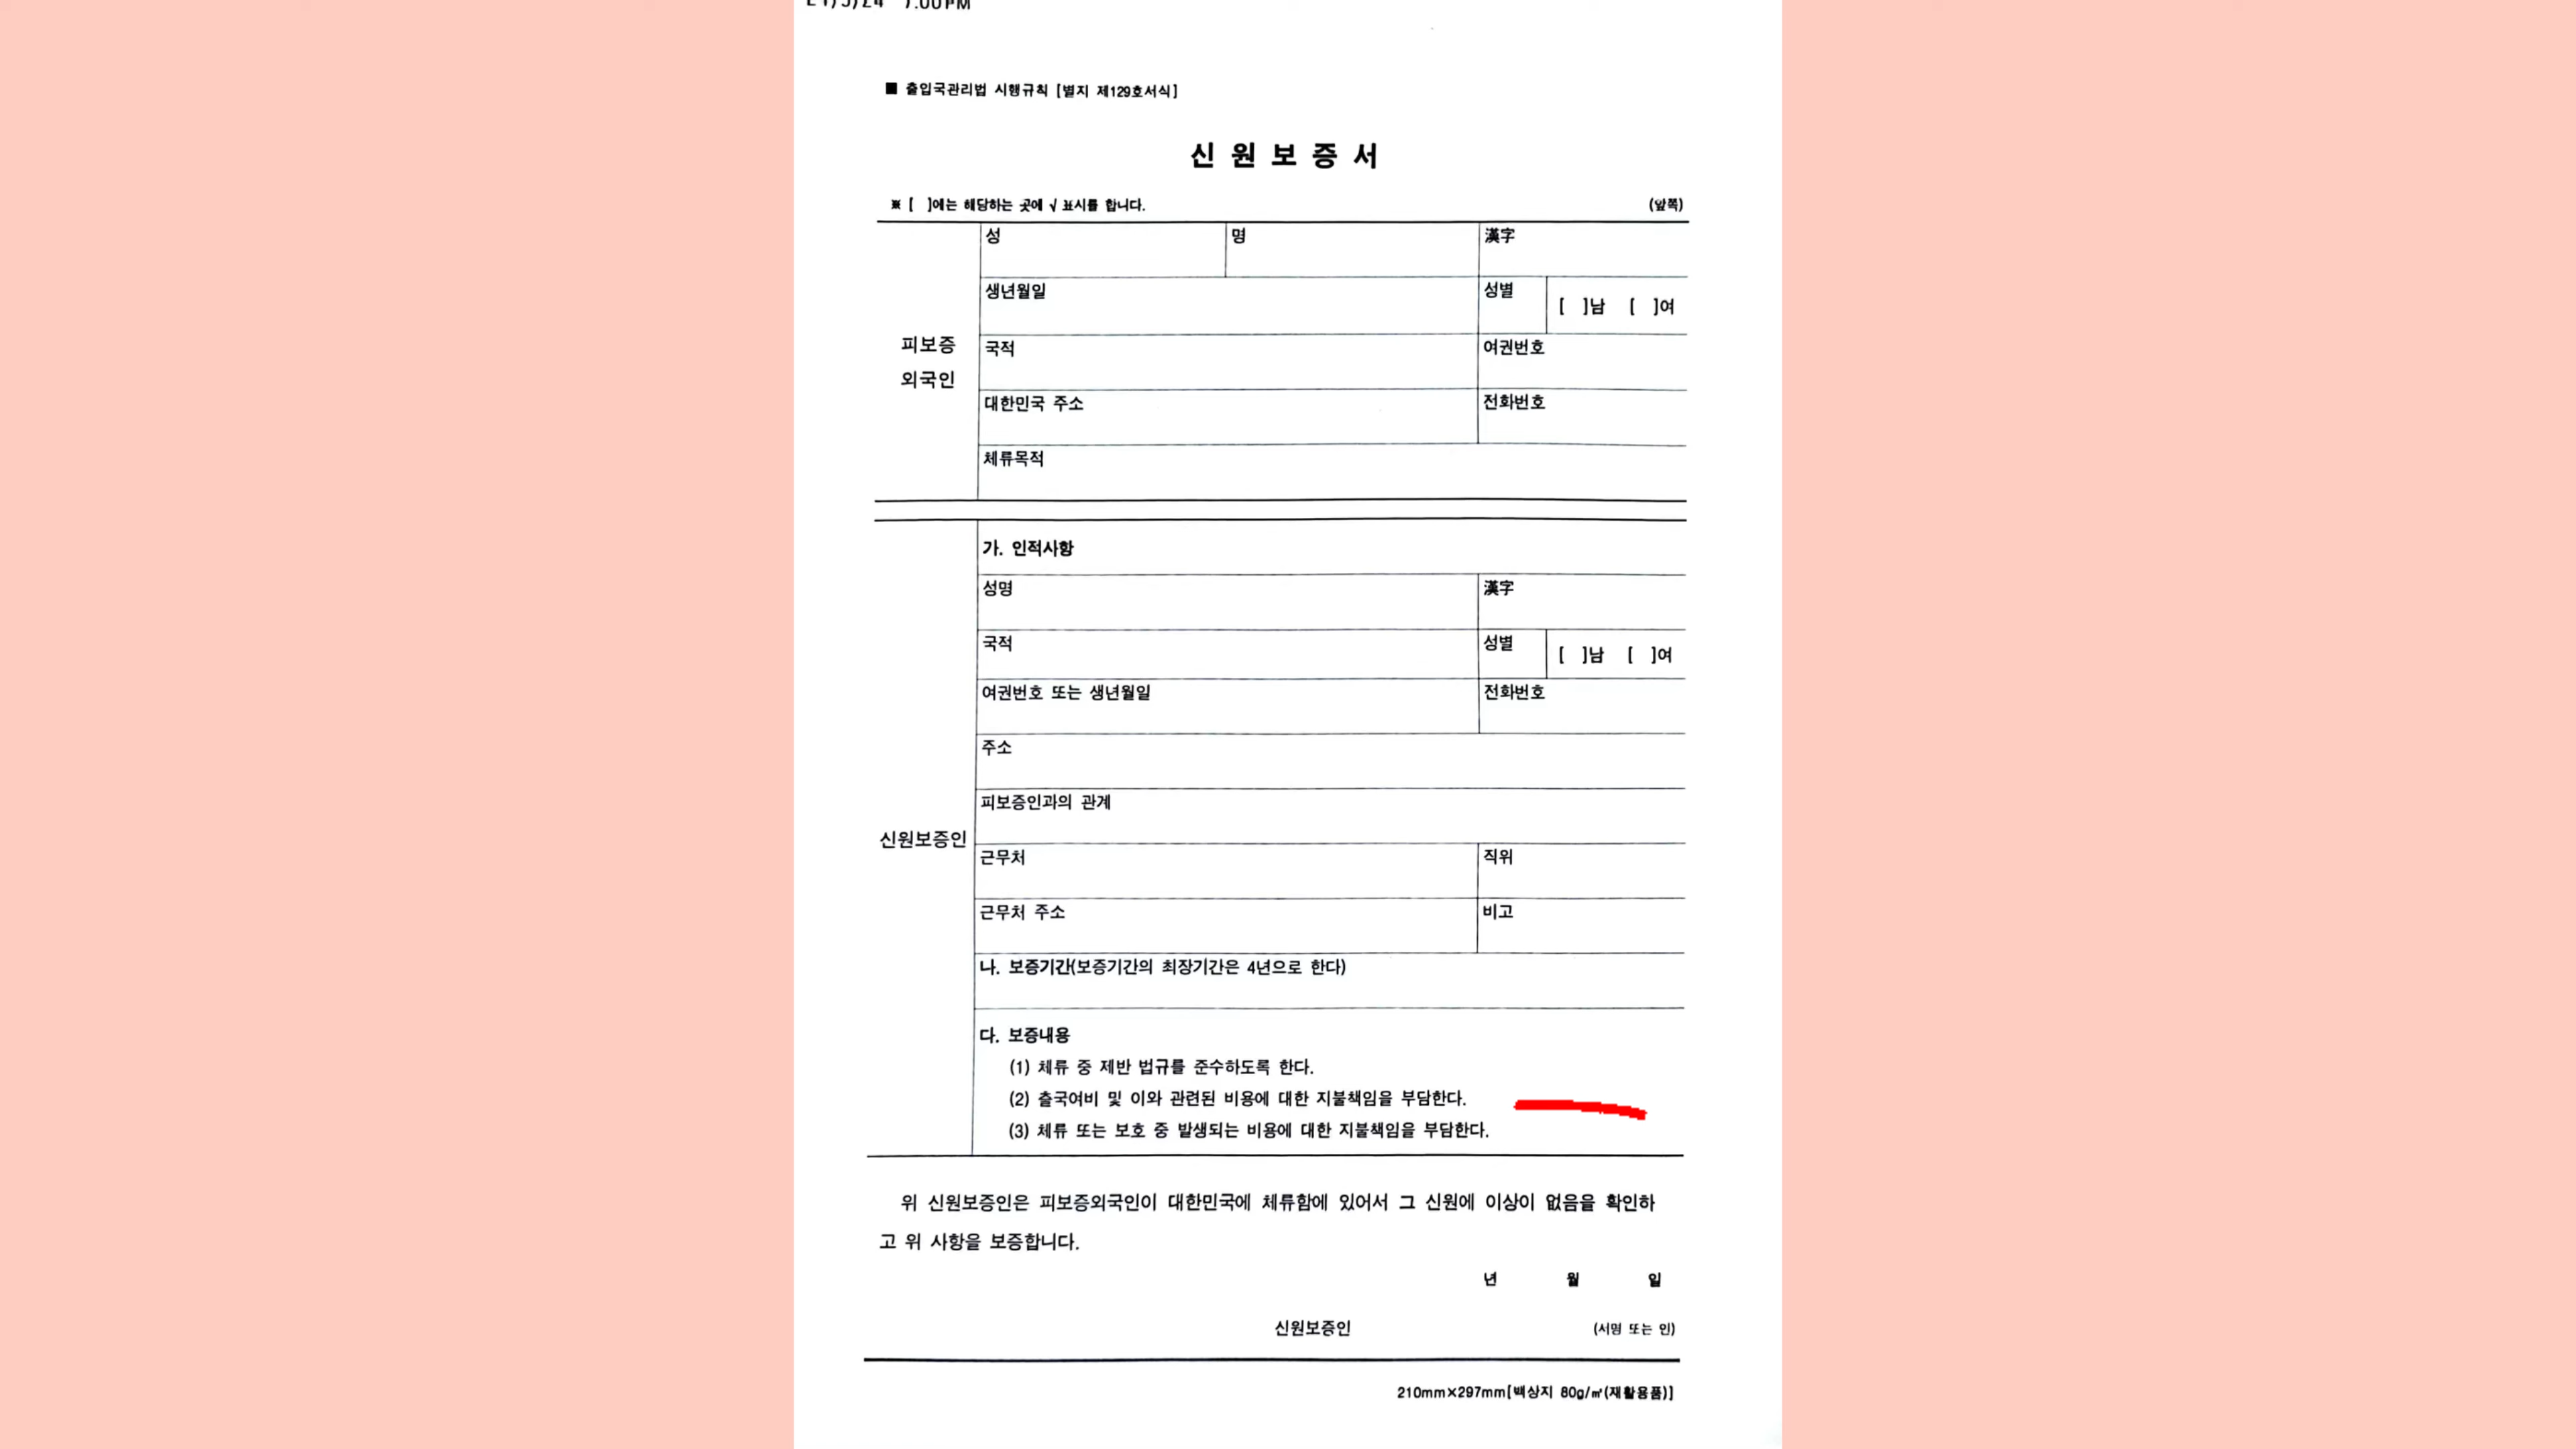 7:00PM
■ 출입국관리법 시행규칙 [별지 제129호서식]
신 원 보 증 서
※ [ ]에는 해당하는 곳에 √ 표시를 합니다. (앞쪽)
성 명 漢字
생년월일 성별 [ ]남 [ ]여
피보증
외국인
국적 여권번호
대한민국 주소 전화번호
체류목적
신원보증인
가. 인적사항
성명 漢字
국적 성별 [ ]남 [ ]여
여권번호 또는 생년월일 전화번호
주소
피보증인과의 관계
근무처 직위
근무처 주소 비고
나. 보증기간(보증기간의 최장기간은 4년으로 한다)
다. 보증내용
(1) 체류 중 제반 법규를 준수하도록 한다.
(2) 출국여비 및 이와 관련된 비용에 대한 지불책임을 부담한다.
(3) 체류 또는 보호 중 발생되는 비용에 대한 지불책임을 부담한다.
위 신원보증인은 피보증외국인이 대한민국에 체류함에 있어서 그 신원에 이상이 없음을 확인하
고 위 사항을 보증합니다.
년 월 일
신원보증인 (서명 또는 인)
210mm×297mm[백상지 80g/㎡(재활용품)]